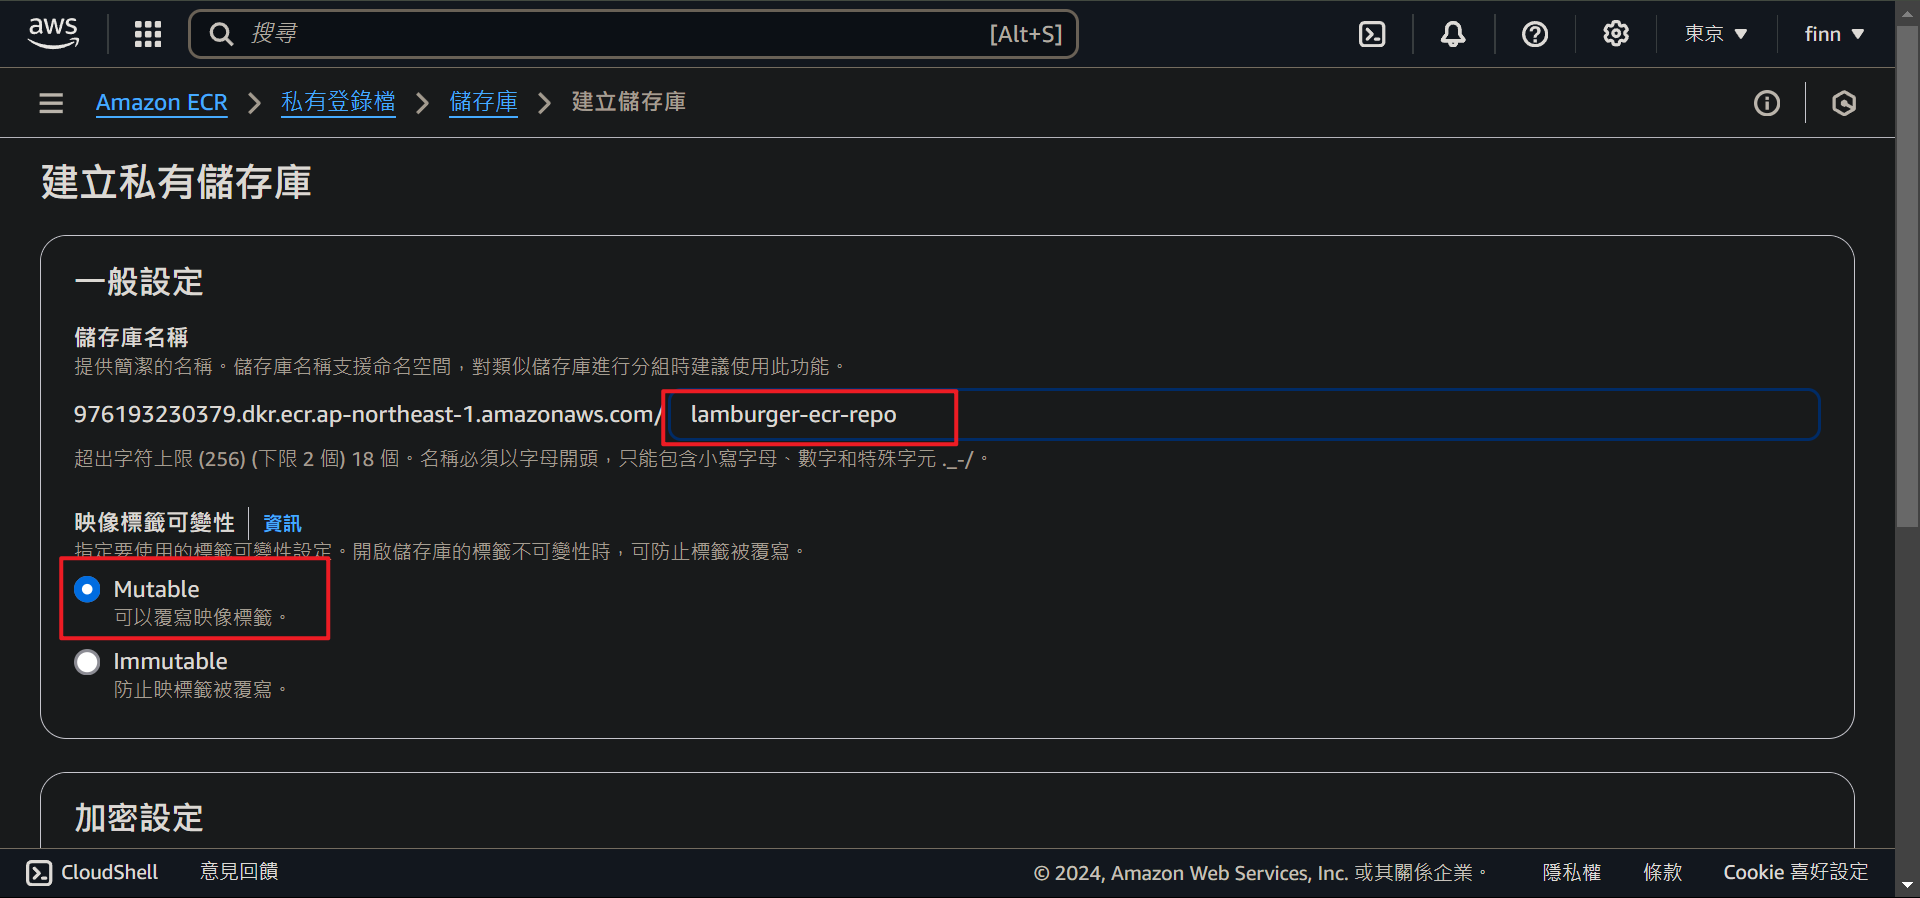 aws 搜尋 [Alt+S] 東京 finn
Amazon ECR 私有登錄檔 儲存庫 建立儲存庫
建立私有儲存庫
一般設定
儲存庫名稱
提供簡潔的名稱。儲存庫名稱支援命名空間，對類似儲存庫進行分組時建議使用此功能。
976193230379.dkr.ecr.ap-northeast-1.amazonaws.com/ lamburger-ecr-repo
超出字符上限 (256) (下限 2 個) 18 個。名稱必須以字母開頭，只能包含小寫字母、數字和特殊字元 ._-/。
映像標籤可變性 資訊
指定要使用的標籤可變性設定。開啟儲存庫的標籤不可變性時，可防止標籤被覆寫。
Mutable
可以覆寫映像標籤。
Immutable
防止映標籤被覆寫。
加密設定
CloudShell 意見回饋 © 2024, Amazon Web Services, Inc. 或其關係企業。 隱私權 條款 Cookie 喜好設定